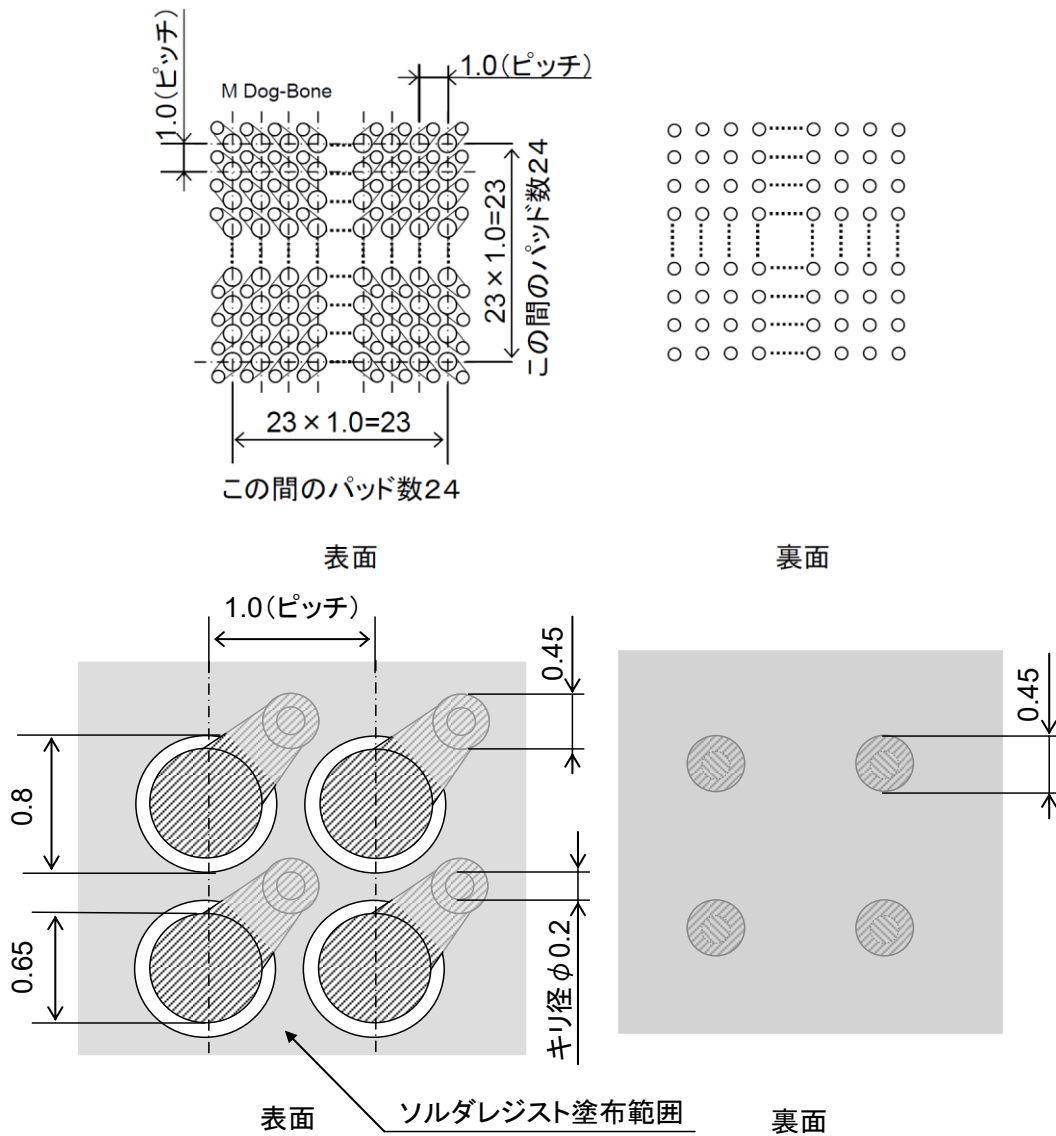 1.0(ピッチ)
1.0(ピッチ)
M Dog-Bone
23×1.0=23
この間のパッド数24
23×1.0=23
この間のパッド数24
表面
裏面
1.0(ピッチ)
0.45
0.45
0.8
0.65
キリ径φ0.2
表面
ソルダレジスト塗布範囲
裏面